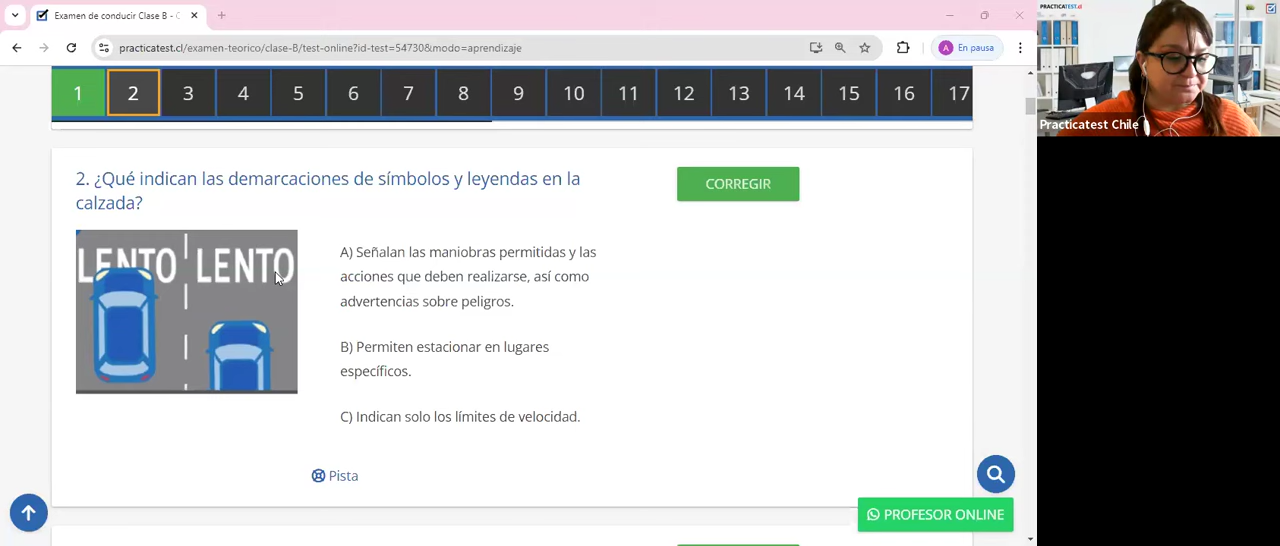 Examen de conducir Clase B - C
practicatest.cl/examen-teorico/clase-B/test-online?id-test=54730&modo=aprendizaje
A En pausa
1 2 3 4 5 6 7 8 9 10 11 12 13 14 15 16 17
2. ¿Qué indican las demarcaciones de símbolos y leyendas en la
calzada?
CORREGIR
LENTO LENTO
A) Señalan las maniobras permitidas y las
acciones que deben realizarse, así como
advertencias sobre peligros.
B) Permiten estacionar en lugares
específicos.
C) Indican solo los límites de velocidad.
Pista
PROFESOR ONLINE
PRACTICATEST.cl
Practicatest Chile